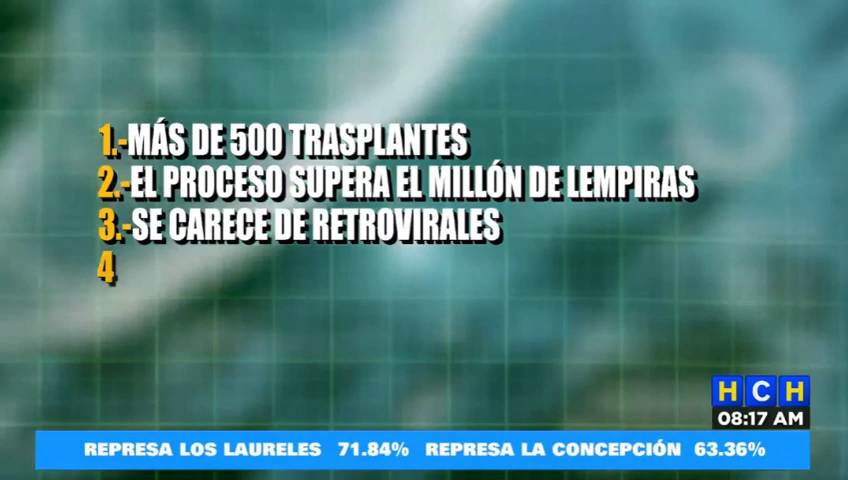 1.-MÁS DE 500 TRASPLANTES
2.-EL PROCESO SUPERA EL MILLÓN DE LEMPIRAS
3.-SE CARECE DE RETROVIRALES
4
HCH
08:17 AM
REPRESA LOS LAURELES 71.84% REPRESA LA CONCEPCIÓN 63.36%